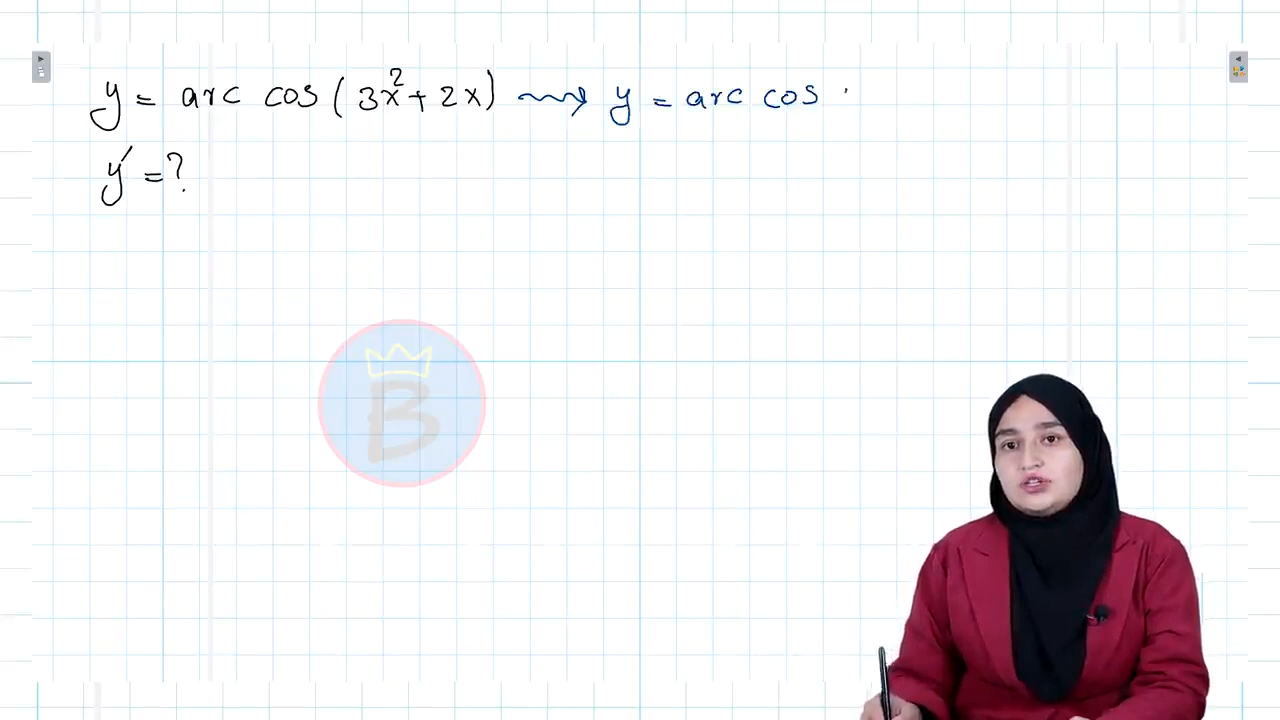 y = arc cos (3x² + 2x) ⇝ y = arc cos
y′ = ?
B